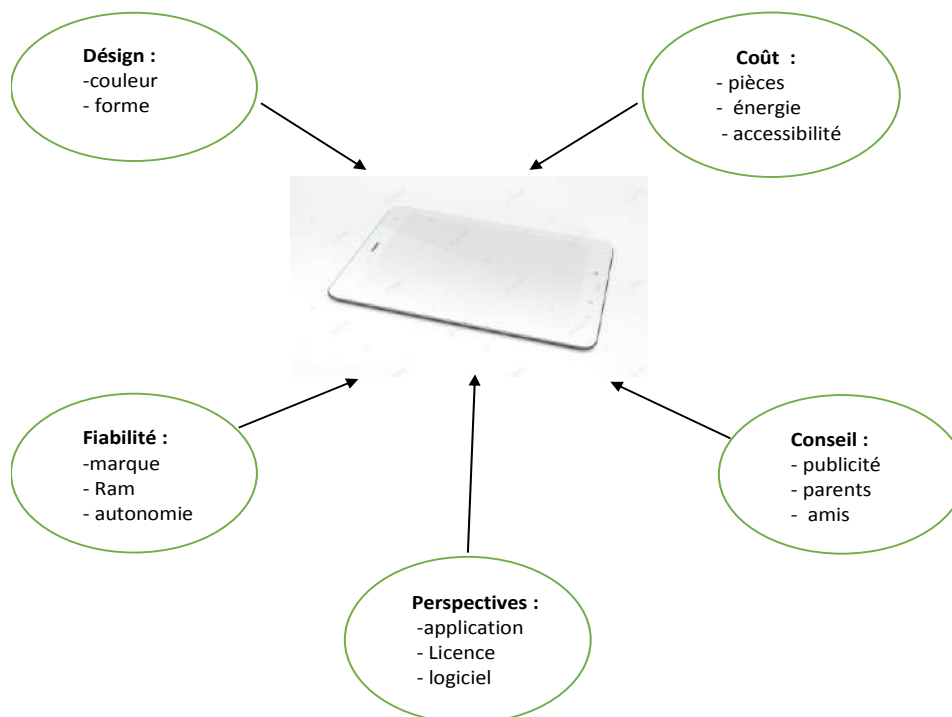 Désign :
-couleur
- forme
Coût :
- pièces
- énergie
- accessibilité
Fiabilité :
-marque
- Ram
- autonomie
Conseil :
- publicité
- parents
- amis
Perspectives :
-application
- Licence
- logiciel